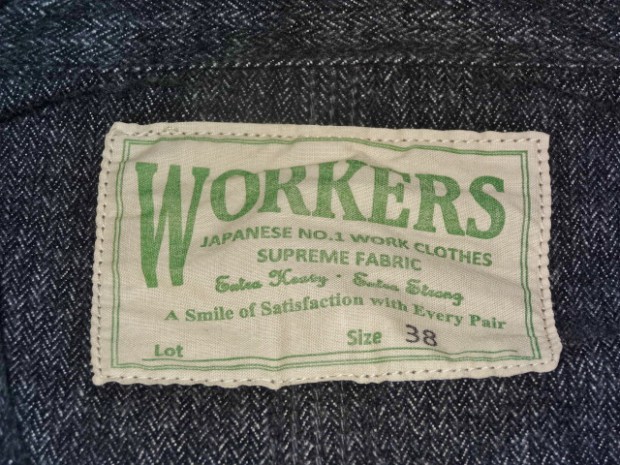 WORKERS
JAPANESE NO.1 WORK CLOTHES
SUPREME FABRIC
Extra Heavy · Extra Strong
A Smile of Satisfaction with Every Pair
Lot Size 38